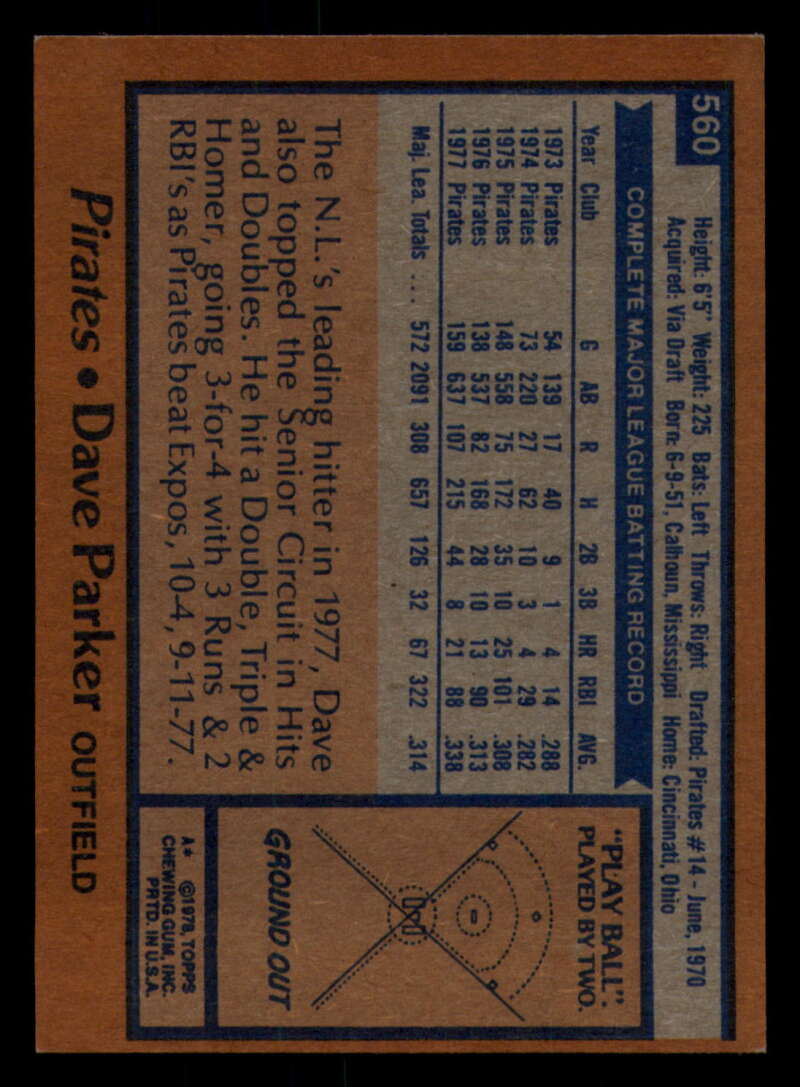 560
Height: 6'5" Weight: 225 Bats: Left Throws: Right Drafted: Pirates #14 - June, 1970
Acquired: Via Draft Born: 6-9-51, Calhoun, Mississippi Home: Cincinnati, Ohio
COMPLETE MAJOR LEAGUE BATTING RECORD
Year Club G AB R H 2B 3B HR RBI AVG.
1973 Pirates 54 139 17 40 9 1 4 14 .288
1974 Pirates 73 220 27 62 10 3 4 29 .282
1975 Pirates 148 558 75 172 35 10 25 101 .308
1976 Pirates 138 537 82 168 28 10 13 90 .313
1977 Pirates 159 637 107 215 44 8 21 88 .338
Maj. Lea. Totals ... 572 2091 308 657 126 32 67 322 .314
The N.L.'s leading hitter in 1977, Dave
also topped the Senior Circuit in Hits
and Doubles. He hit a Double, Triple &
Homer, going 3-for-4 with 3 Runs & 2
RBI's as Pirates beat Expos, 10-4, 9-11-77.
"PLAY BALL":
PLAYED BY TWO.
GROUND OUT
A* ©1978, TOPPS
CHEWING GUM, INC.
PRTD. IN U.S.A.
Pirates • Dave Parker OUTFIELD